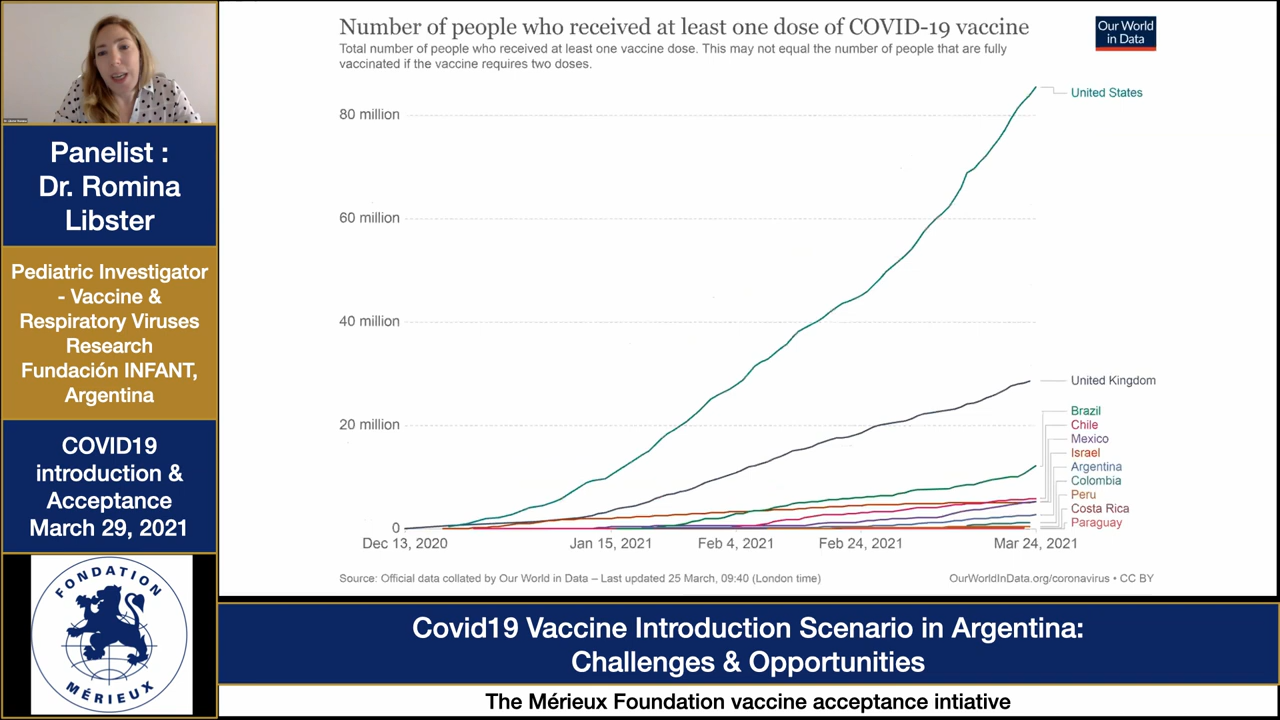 Panelist :
Dr. Romina
Libster
Pediatric Investigator
- Vaccine &
Respiratory Viruses
Research
Fundación INFANT,
Argentina
COVID19
introduction &
Acceptance
March 29, 2021
FONDATION
MÉRIEUX
Number of people who received at least one dose of COVID-19 vaccine
Total number of people who received at least one vaccine dose. This may not equal the number of people that are fully
vaccinated if the vaccine requires two doses.
Our World
in Data
80 million
60 million
40 million
20 million
0
Dec 13, 2020
Jan 15, 2021
Feb 4, 2021
Feb 24, 2021
Mar 24, 2021
United States
United Kingdom
Brazil
Chile
Mexico
Israel
Argentina
Colombia
Peru
Costa Rica
Paraguay
Source: Official data collated by Our World in Data – Last updated 25 March, 09:40 (London time)
OurWorldInData.org/coronavirus • CC BY
Covid19 Vaccine Introduction Scenario in Argentina:
Challenges & Opportunities
The Mérieux Foundation vaccine acceptance intiative